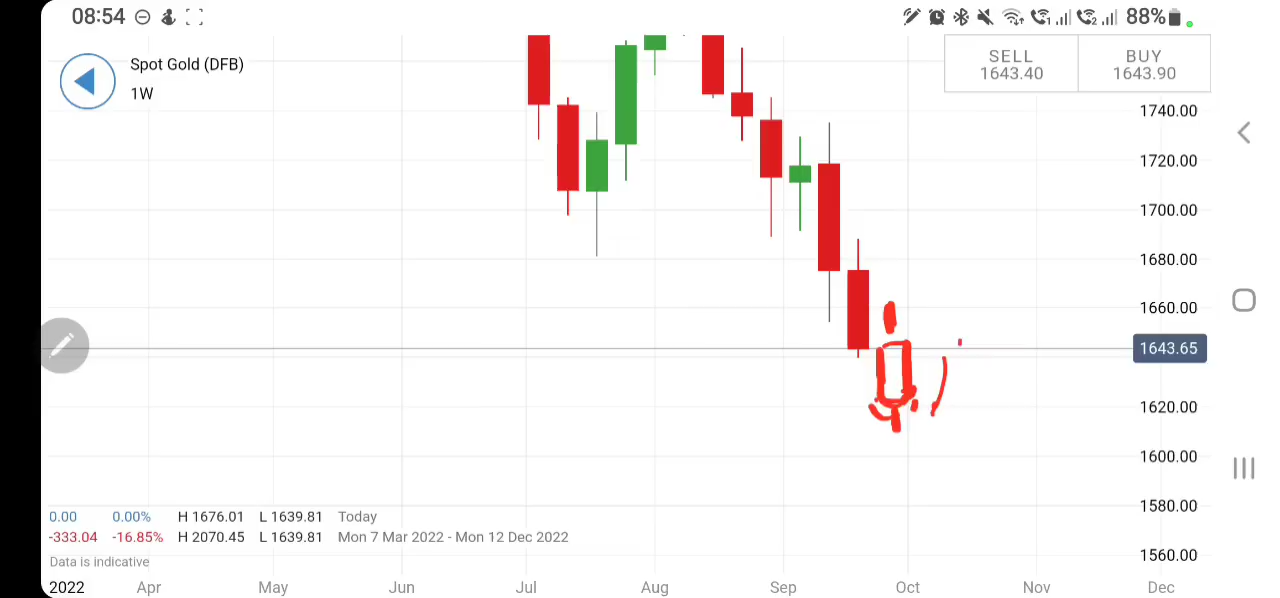 08:54 88%
Spot Gold (DFB)
1W
SELL BUY
1643.40 1643.90
1740.00
1720.00
1700.00
1680.00
1660.00
1643.65
1620.00
1600.00
1580.00
1560.00
0.00 0.00% H 1676.01 L 1639.81 Today
-333.04 -16.85% H 2070.45 L 1639.81 Mon 7 Mar 2022 - Mon 12 Dec 2022
Data is indicative
2022 Apr May Jun Jul Aug Sep Oct Nov Dec